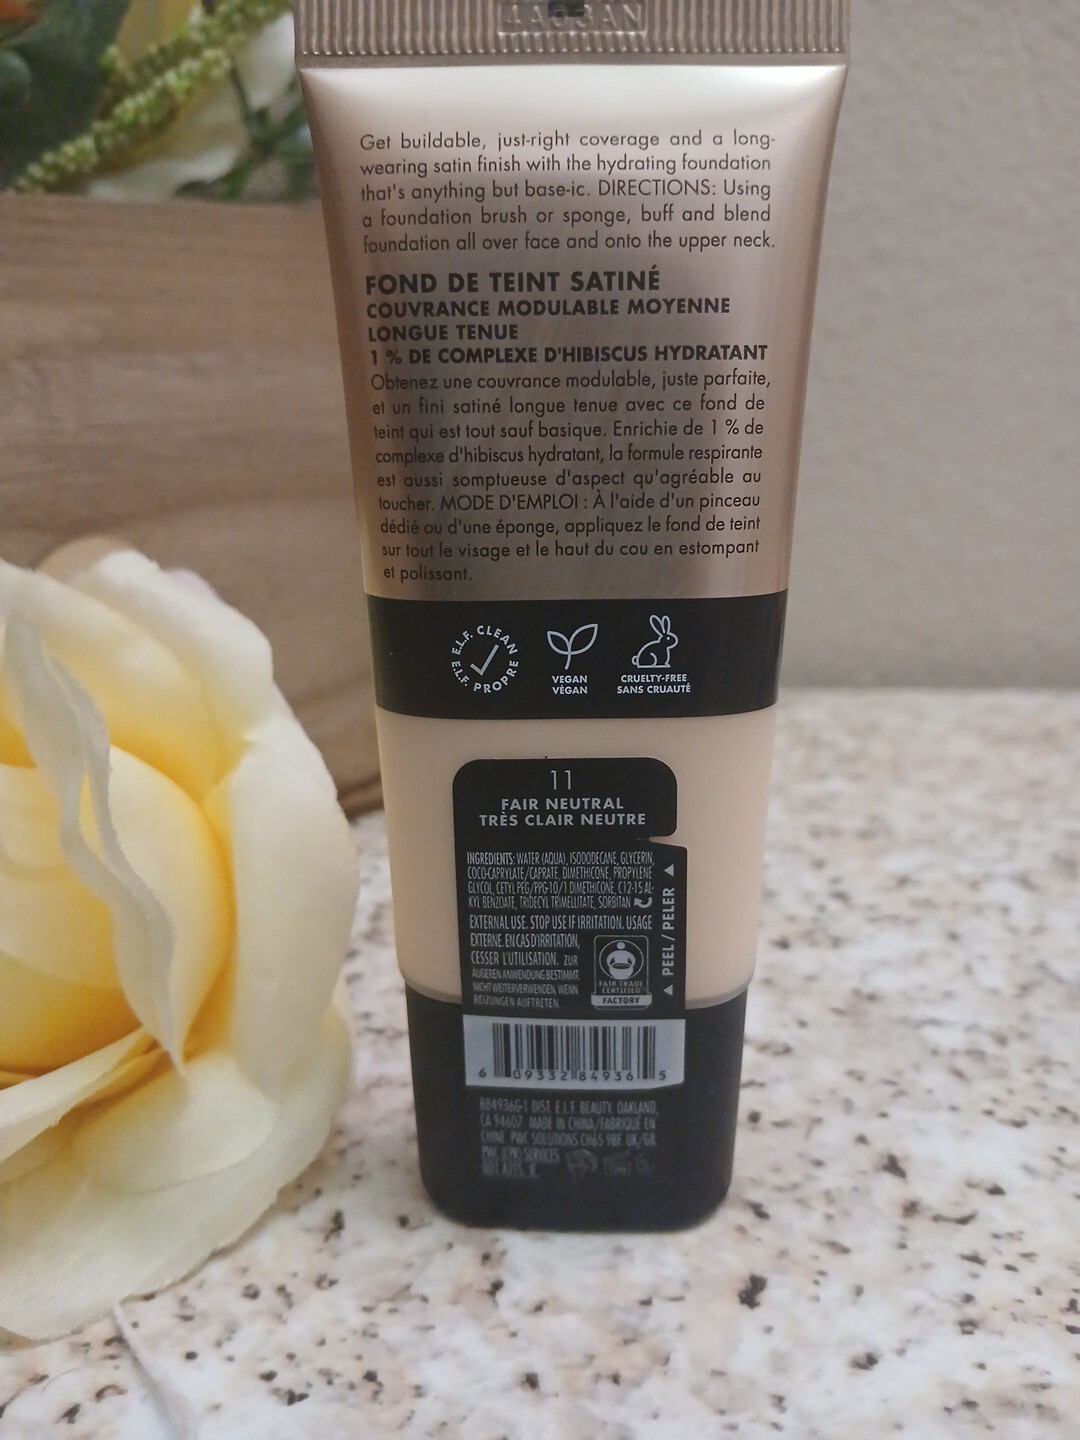 Get buildable, just-right coverage and a long-
wearing satin finish with the hydrating foundation
that's anything but base-ic. DIRECTIONS: Using
a foundation brush or sponge, buff and blend
foundation all over face and onto the upper neck.
FOND DE TEINT SATINÉ
COUVRANCE MODULABLE MOYENNE
LONGUE TENUE
1 % DE COMPLEXE D'HIBISCUS HYDRATANT
Obtenez une couvrance modulable, juste parfaite,
et un fini satiné longue tenue avec ce fond de
teint qui est tout sauf basique. Enrichie de 1 % de
complexe d'hibiscus hydratant, la formule respirante
est aussi somptueuse d'aspect qu'agréable au
toucher. MODE D'EMPLOI : À l'aide d'un pinceau
dédié ou d'une éponge, appliquez le fond de teint
sur tout le visage et le haut du cou en estompant
et polissant.
E.L.F. CLEAN
E.L.F. PROPRE
VEGAN
VÉGAN
CRUELTY-FREE
SANS CRUAUTÉ
11
FAIR NEUTRAL
TRÈS CLAIR NEUTRE
INGREDIENTS: WATER (AQUA), ISODODECANE, GLYCERIN,
COCO-CAPRYLATE/CAPRATE, DIMETHICONE, PROPYLENE
GLYCOL, CETYL PEG/PPG-10/1 DIMETHICONE, C12-15 AL-
KYL BENZOATE, TRIDECYL TRIMELLITATE, SORBITAN
EXTERNAL USE. STOP USE IF IRRITATION. USAGE
EXTERNE. EN CAS D'IRRITATION,
CESSER L'UTILISATION. ZUR
ÄUßEREN ANWENDUNG BESTIMMT.
NICHT WEITERVERWENDEN, WENN
REIZUNGEN AUFTRETEN.
FAIR TRADE
CERTIFIED
FACTORY
PEEL / PELER
6 09332 84936 5
BB4936G-1 DIST. E.L.F. BEAUTY. OAKLAND,
CA 94607 MADE IN CHINA/FABRIQUÉ EN
CHINE. PWC SOLUTIONS CH65 9BF UK/GB.
SERVICES